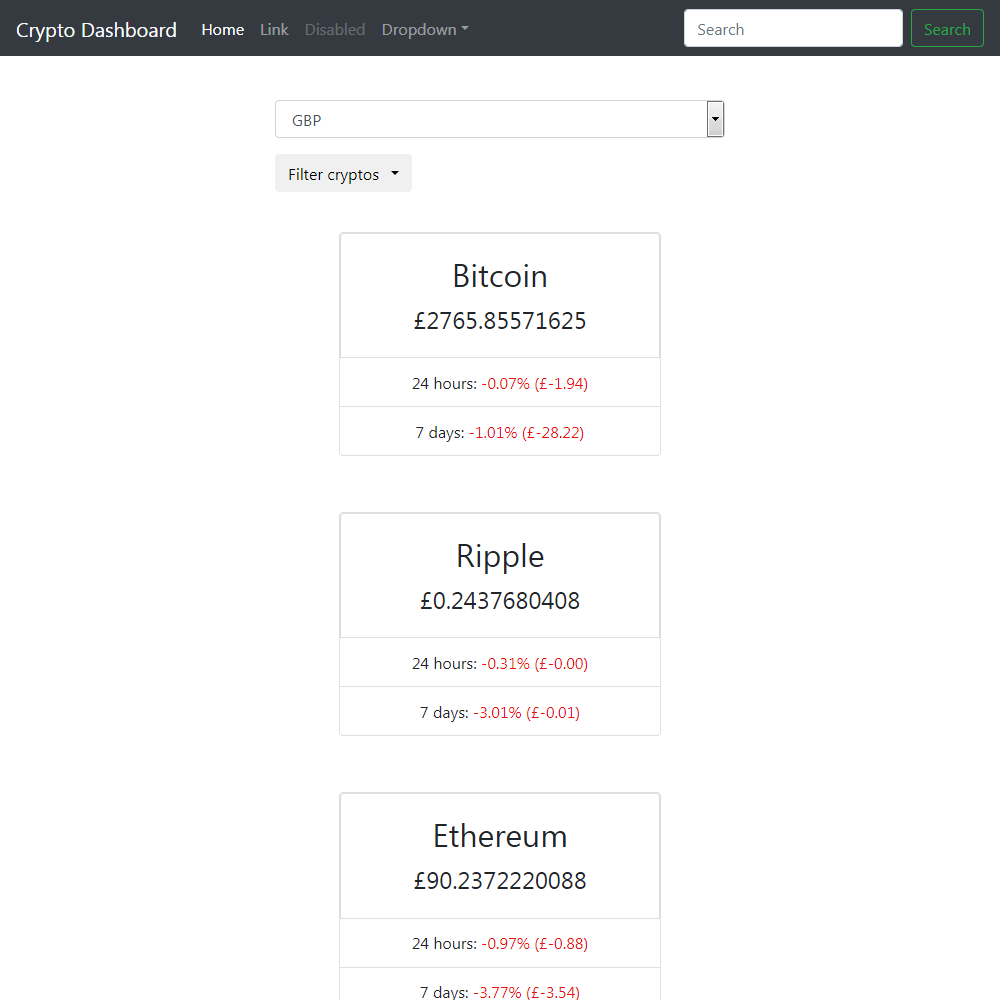 Crypto Dashboard Home Link Disabled Dropdown Search Search
GBP
Filter cryptos
Bitcoin
£2765.85571625
24 hours: -0.07% (£-1.94)
7 days: -1.01% (£-28.22)
Ripple
£0.2437680408
24 hours: -0.31% (£-0.00)
7 days: -3.01% (£-0.01)
Ethereum
£90.2372220088
24 hours: -0.97% (£-0.88)
7 days: -3.77% (£-3.54)